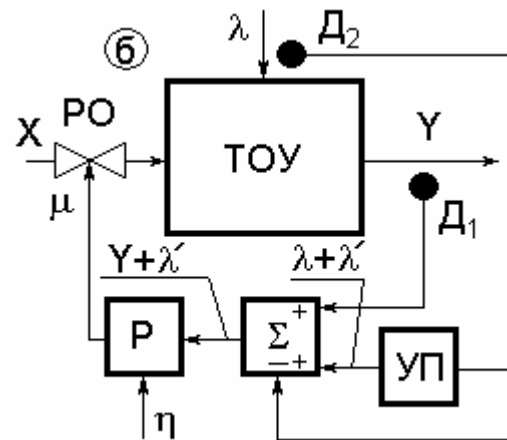 λ Д₂
б
X РО ТОУ Y
μ Д₁
Y+λ′ λ+λ′
Р Σ + − + УП
η